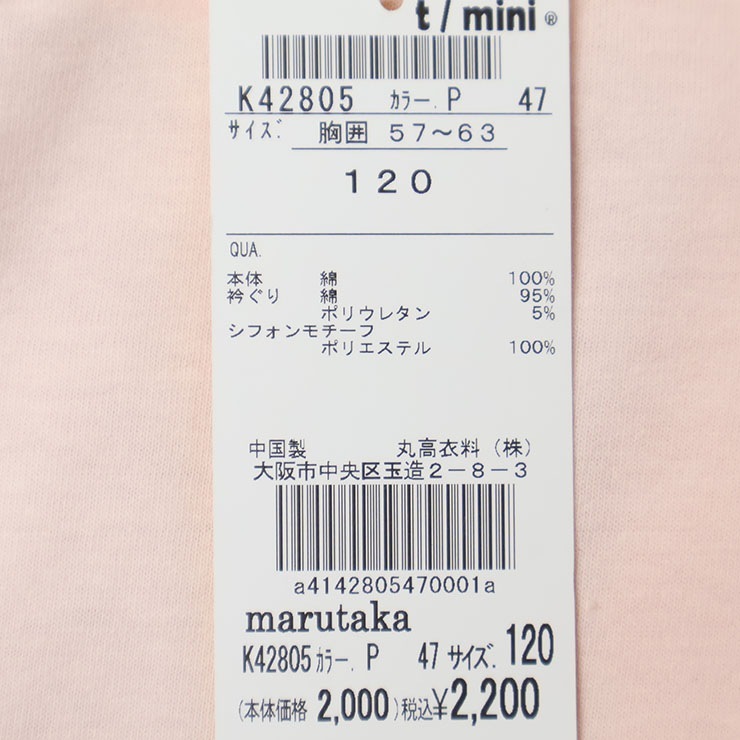 t / mini®
K42805 ｶﾗｰ. P 47
サイズ 胸囲 57〜63
120
QUA.
本体 綿 100%
衿ぐり 綿 95%
ポリウレタン 5%
シフォンモチーフ
ポリエステル 100%
中国製 丸高衣料（株）
大阪市中央区玉造2－8－3
a4142805470001a
marutaka
K42805 ｶﾗｰ. P 47 サイズ. 120
(本体価格 2,000)税込¥2,200